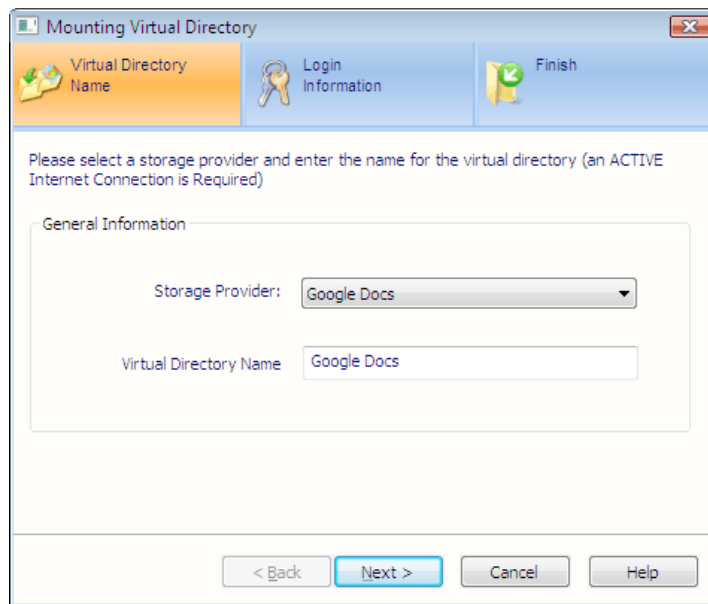 Mounting Virtual Directory
Virtual Directory
Name
Login
Information
Finish
Please select a storage provider and enter the name for the virtual directory (an ACTIVE
Internet Connection is Required)
General Information
Storage Provider:
Google Docs
Virtual Directory Name
Google Docs
< Back
Next >
Cancel
Help